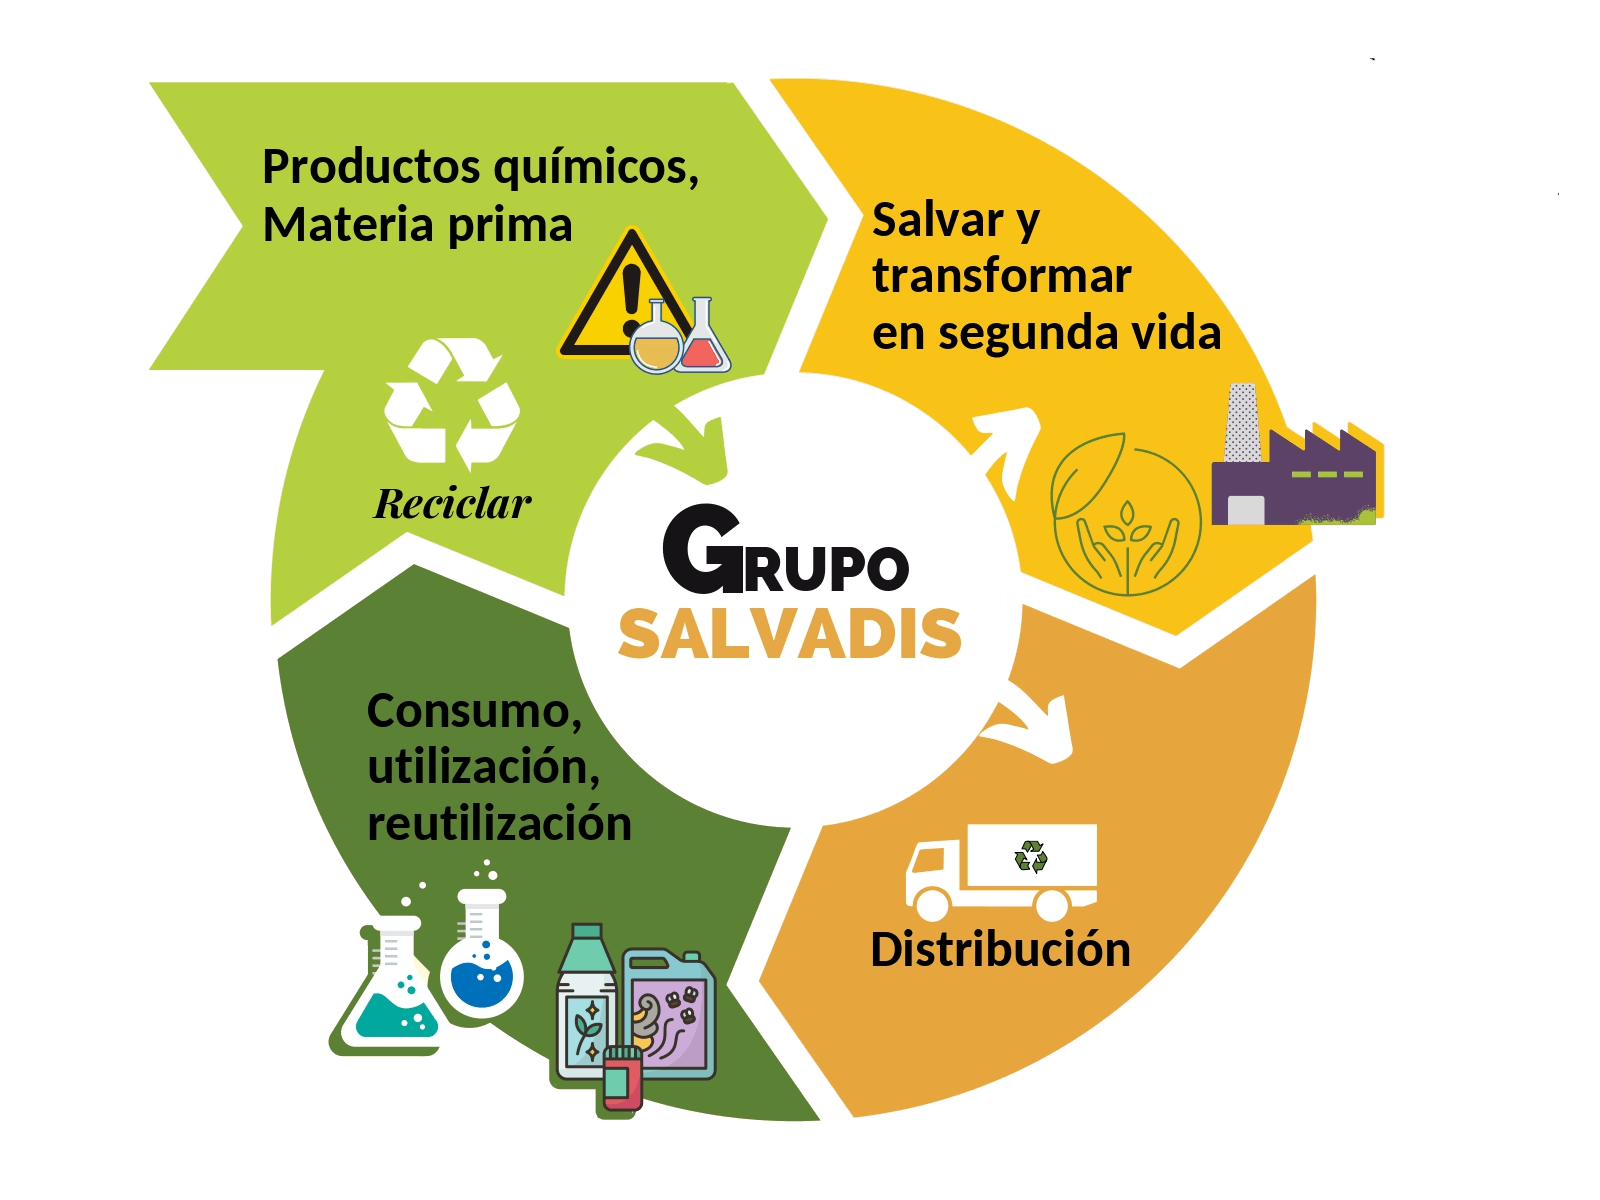 Productos químicos,
Materia prima
Reciclar
Salvar y
transformar
en segunda vida
GRUPO
SALVADIS
Distribución
Consumo,
utilización,
reutilización